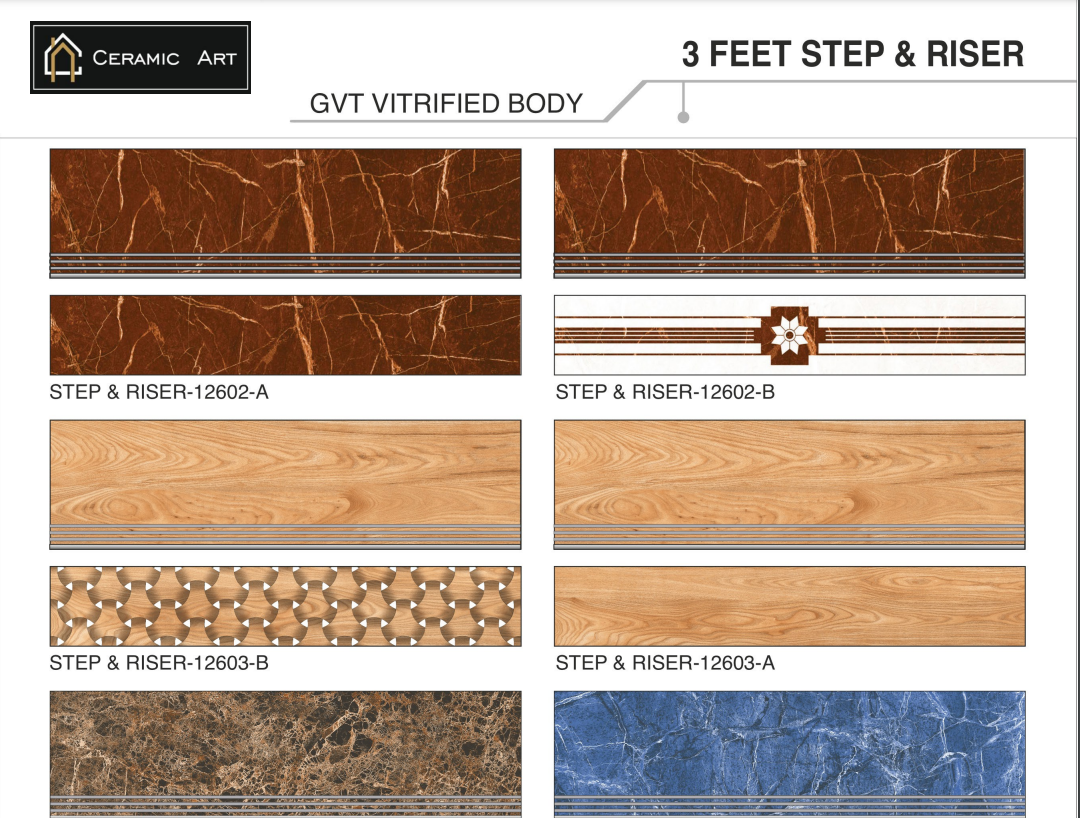 CERAMIC ART
3 FEET STEP & RISER
GVT VITRIFIED BODY
STEP & RISER-12602-A
STEP & RISER-12602-B
STEP & RISER-12603-B
STEP & RISER-12603-A